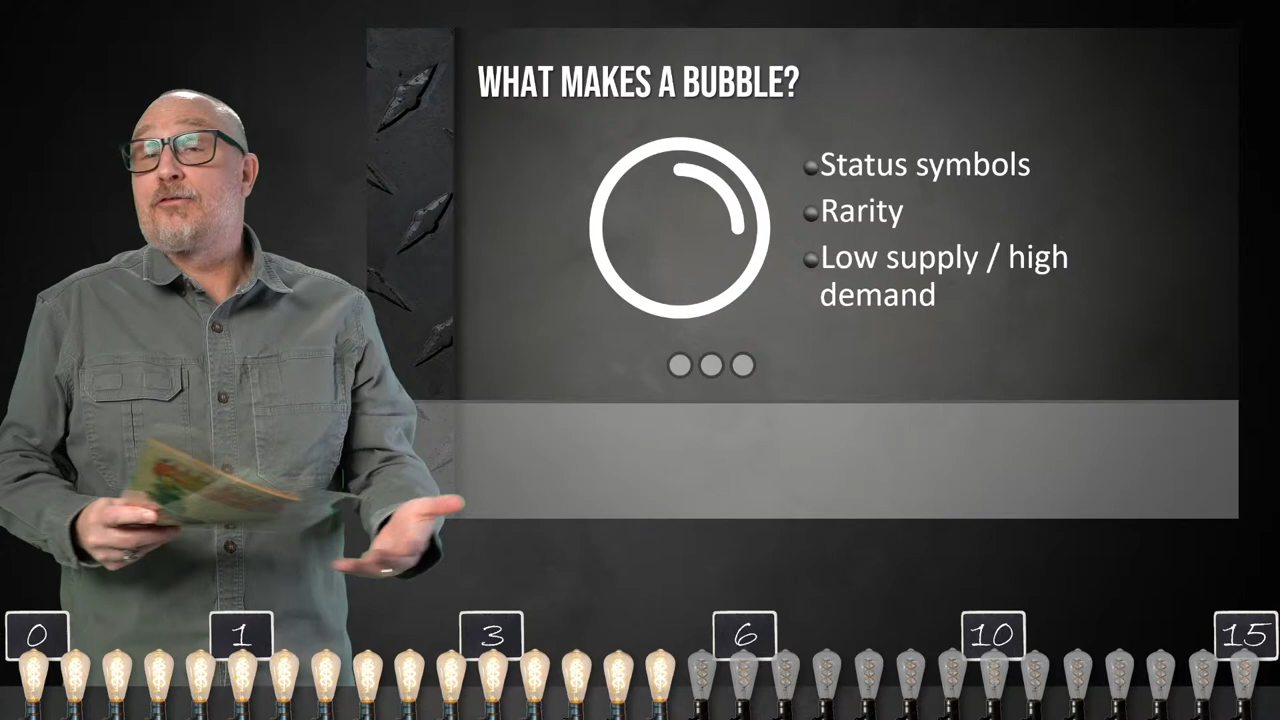 WHAT MAKES A BUBBLE?
Status symbols
Rarity
Low supply / high
demand
0
1
3
6
10
15